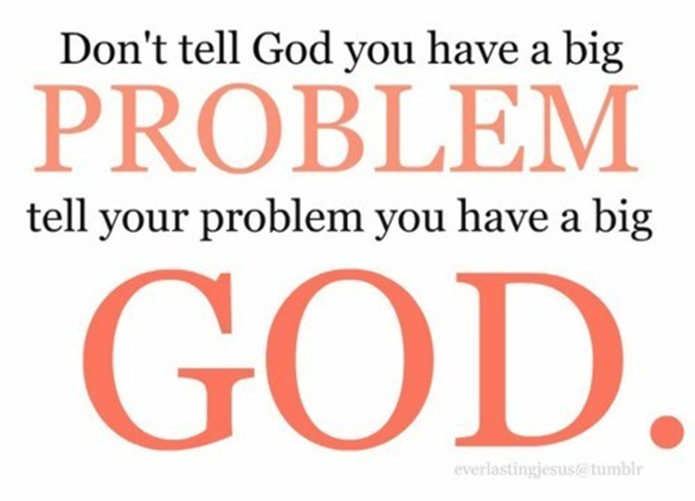 Don't tell God you have a big
PROBLEM
tell your problem you have a big
GOD.
everlastingjesus@tumblr